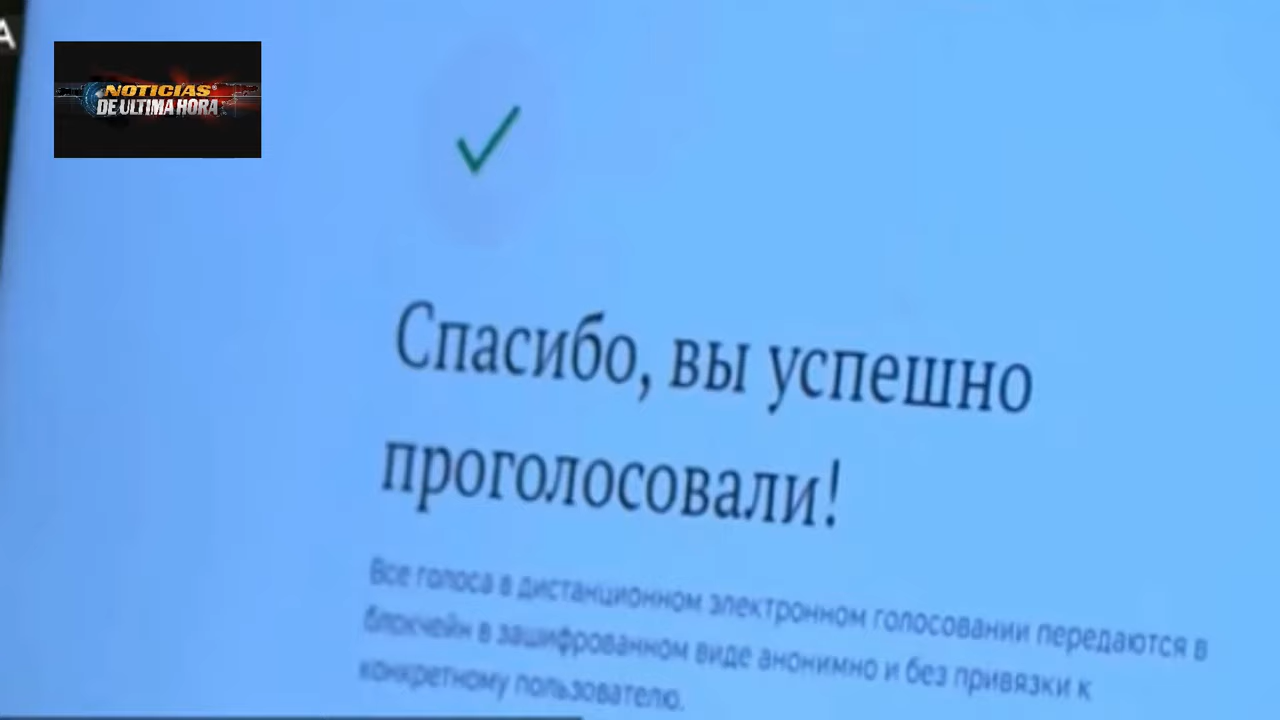 А
NOTICIAS
DE ULTIMA HORA
Спасибо, вы успешно
проголосовали!
Все голоса в дистанционном электронном голосовании передаются в
блокчейн в зашифрованном виде анонимно и без привязки к
конкретному пользователю.